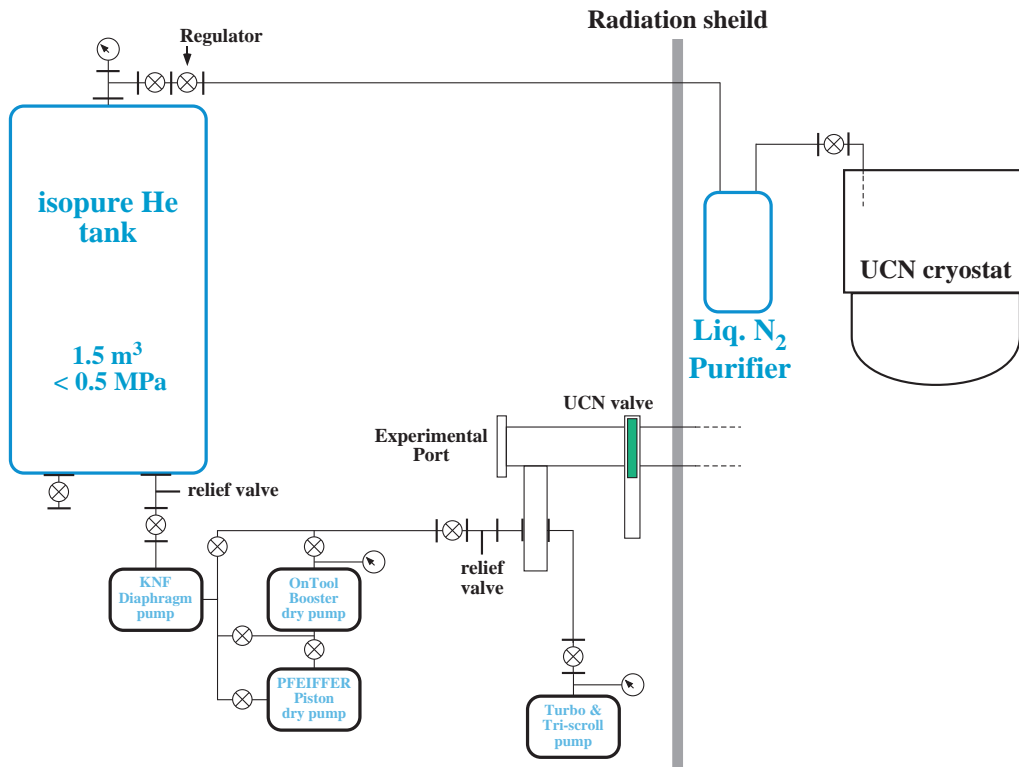 Radiation sheild
Regulator
isopure He
tank
1.5 m³
< 0.5 MPa
UCN cryostat
Liq. N₂
Purifier
UCN valve
Experimental
Port
relief valve
relief
valve
KNF
Diaphragm
pump
OnTool
Booster
dry pump
PFEIFFER
Piston
dry pump
Turbo &
Tri-scroll
pump